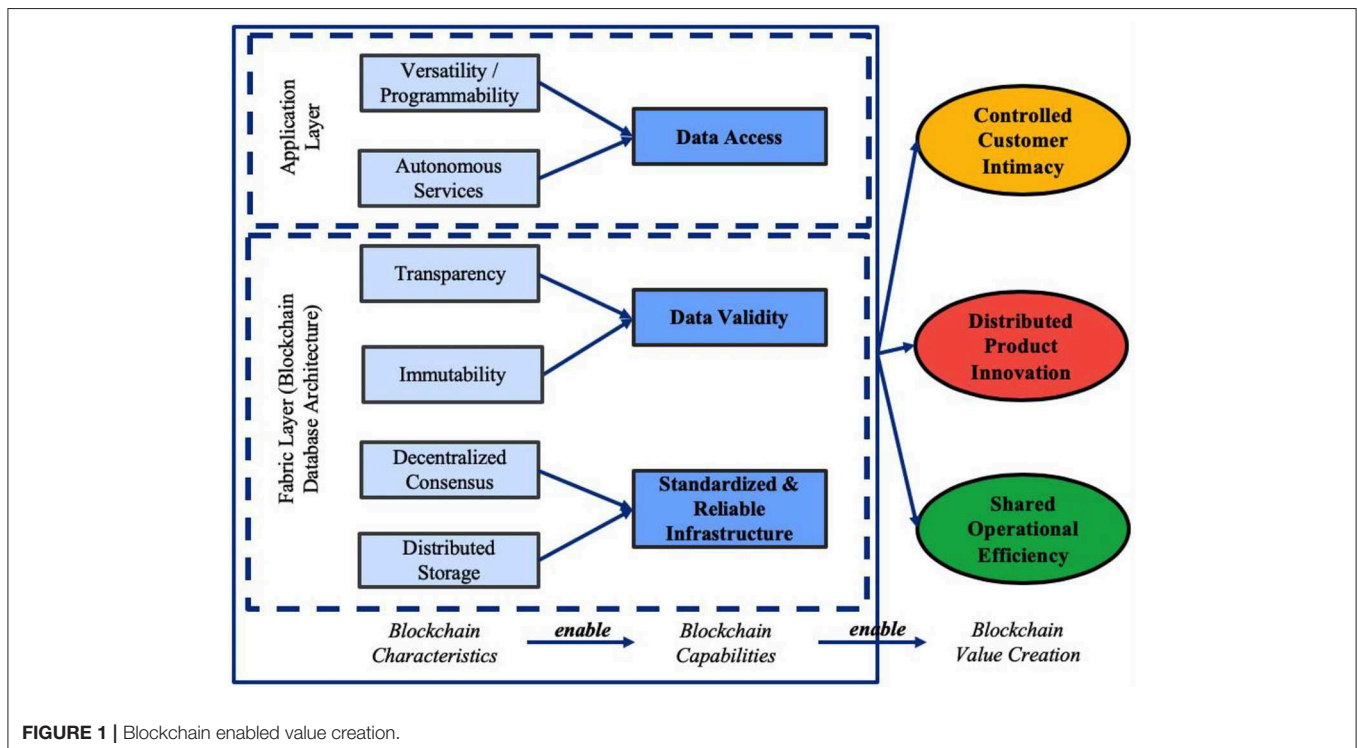 Application
Layer
Versatility /
Programmability
Autonomous
Services
Data Access
Fabric Layer (Blockchain
Database Architecture)
Transparency
Immutability
Data Validity
Decentralized
Consensus
Distributed
Storage
Standardized &
Reliable
Infrastructure
Controlled
Customer
Intimacy
Distributed
Product
Innovation
Shared
Operational
Efficiency
Blockchain
Characteristics
enable
Blockchain
Capabilities
enable
Blockchain
Value Creation
FIGURE 1 | Blockchain enabled value creation.